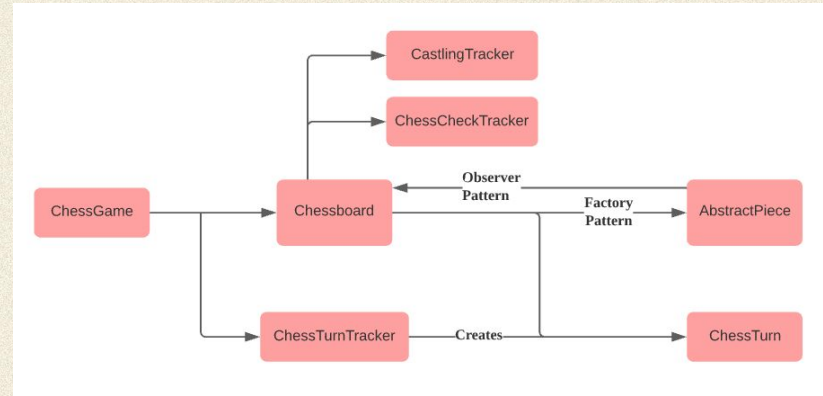 CastlingTracker
ChessCheckTracker
Observer
Pattern
ChessGame
Chessboard
Factory
Pattern
AbstractPiece
ChessTurnTracker
Creates
ChessTurn